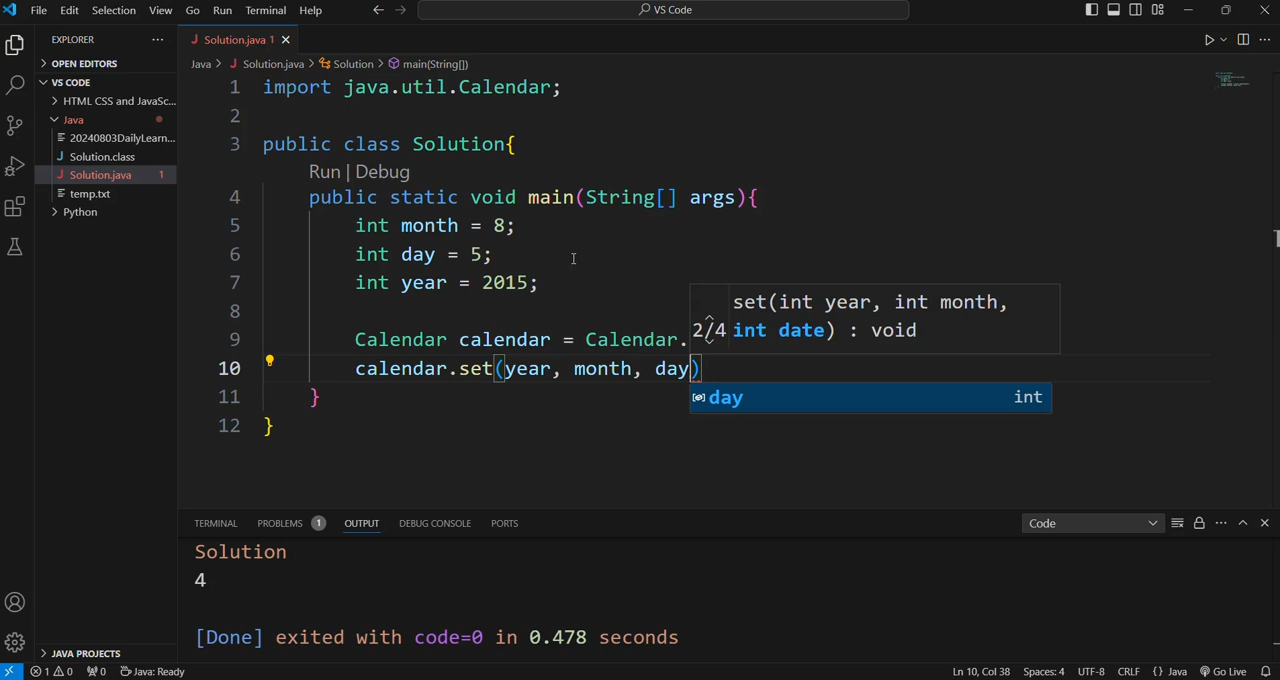 File Edit Selection View Go Run Terminal Help
VS Code
EXPLORER
OPEN EDITORS
VS CODE
HTML CSS and JavaSc...
Java
20240803DailyLearn...
Solution.class
Solution.java 1
temp.txt
Python
JAVA PROJECTS
Solution.java 1
Java > Solution.java > Solution > main(String[])
1 import java.util.Calendar;
2
3 public class Solution{
Run | Debug
4 public static void main(String[] args){
5 int month = 8;
6 int day = 5;
7 int year = 2015;
8
9 Calendar calendar = Calendar.
10 calendar.set(year, month, day)
11 }
12 }
set(int year, int month,
2/4 int date) : void
day int
TERMINAL PROBLEMS 1 OUTPUT DEBUG CONSOLE PORTS
Code
Solution
4
[Done] exited with code=0 in 0.478 seconds
1 0 0 Java: Ready Ln 10, Col 38 Spaces: 4 UTF-8 CRLF {} Java Go Live